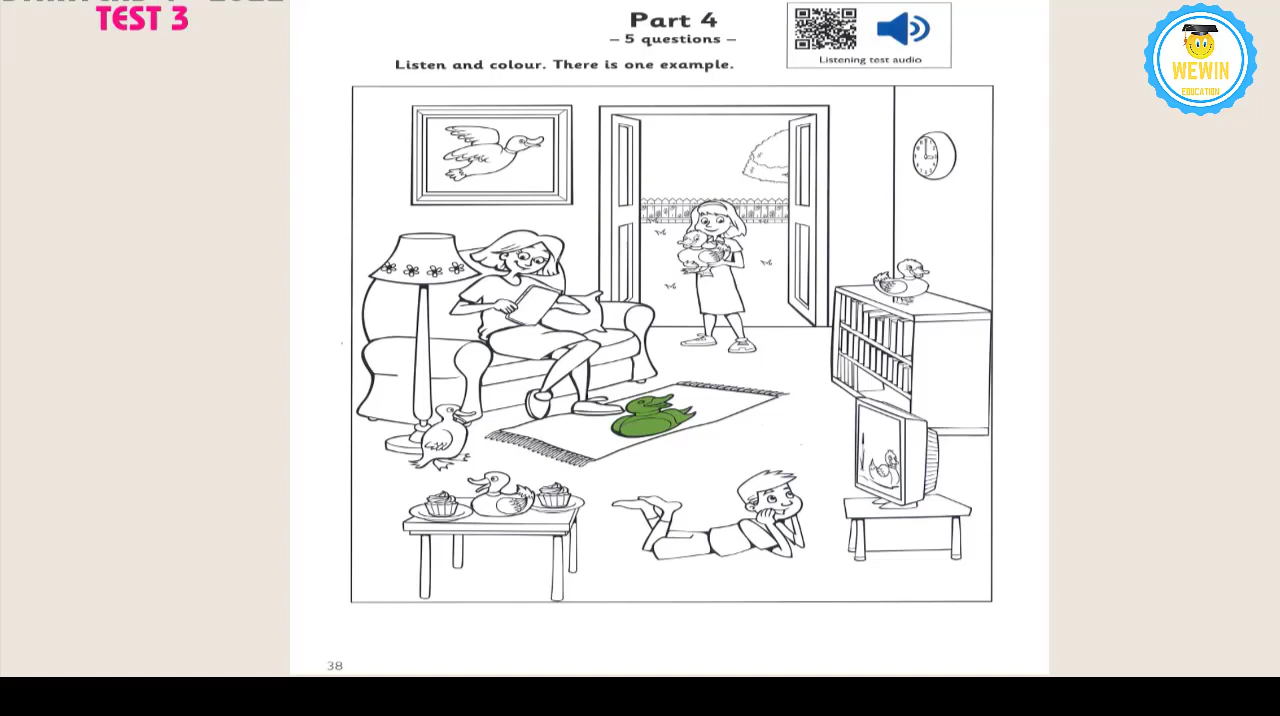 TEST 3
Part 4
– 5 questions –
Listen and colour. There is one example.
Listening test audio
WEWIN
EDUCATION
38